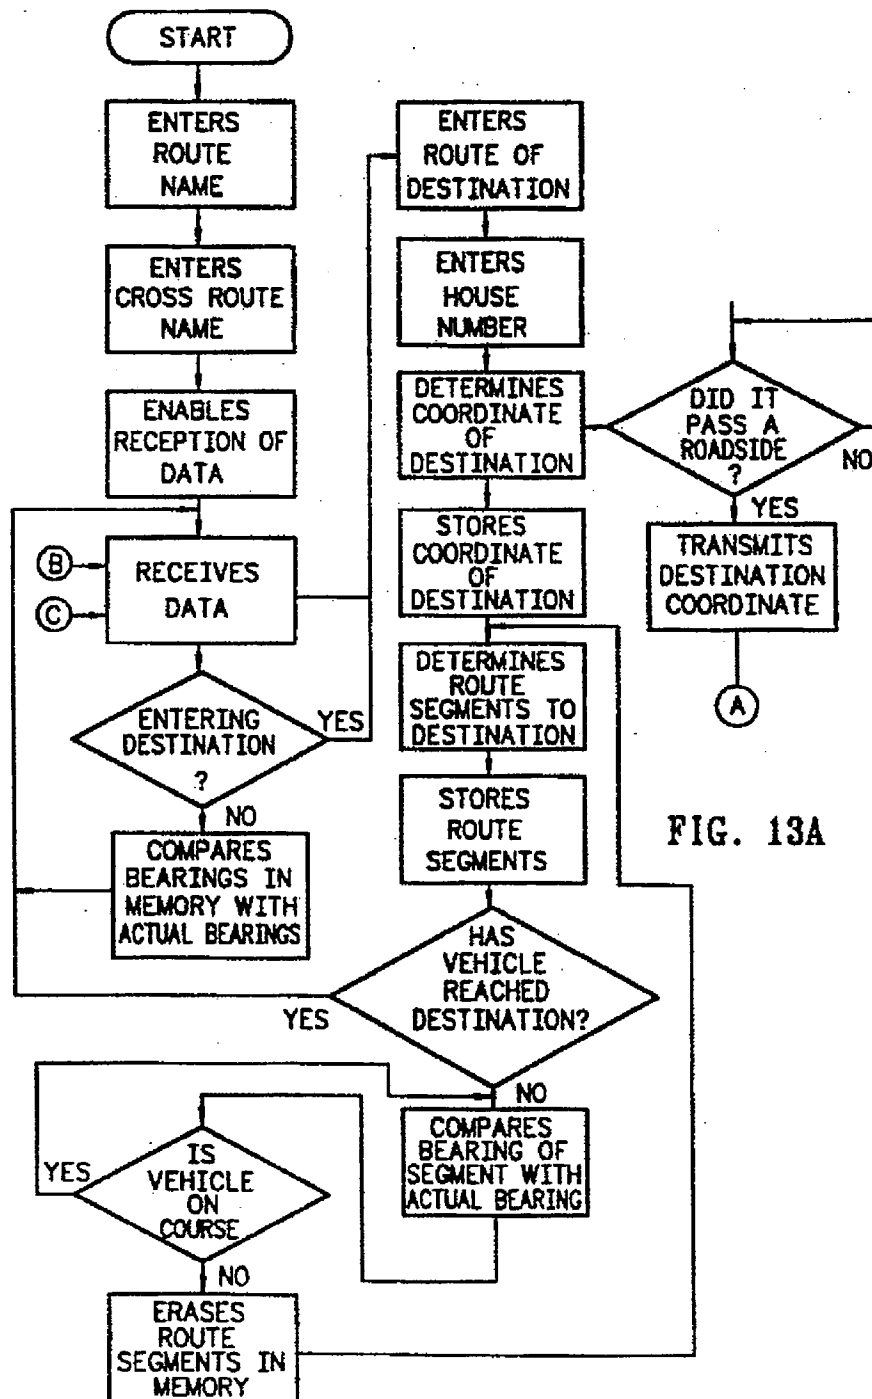 START
ENTERS
ROUTE
NAME
ENTERS
CROSS ROUTE
NAME
ENABLES
RECEPTION OF
DATA
B
C
RECEIVES
DATA
ENTERING
DESTINATION
?
YES
NO
COMPARES
BEARINGS IN
MEMORY WITH
ACTUAL BEARINGS
ENTERS
ROUTE OF
DESTINATION
ENTERS
HOUSE
NUMBER
DETERMINES
COORDINATE
OF
DESTINATION
STORES
COORDINATE
OF
DESTINATION
DETERMINES
ROUTE
SEGMENTS TO
DESTINATION
STORES
ROUTE
SEGMENTS
HAS
VEHICLE
REACHED
DESTINATION?
YES
NO
COMPARES
BEARING OF
SEGMENT WITH
ACTUAL BEARING
IS
VEHICLE
ON
COURSE
YES
NO
ERASES
ROUTE
SEGMENTS IN
MEMORY
DID IT
PASS A
ROADSIDE
?
NO
YES
TRANSMITS
DESTINATION
COORDINATE
A
FIG. 13A